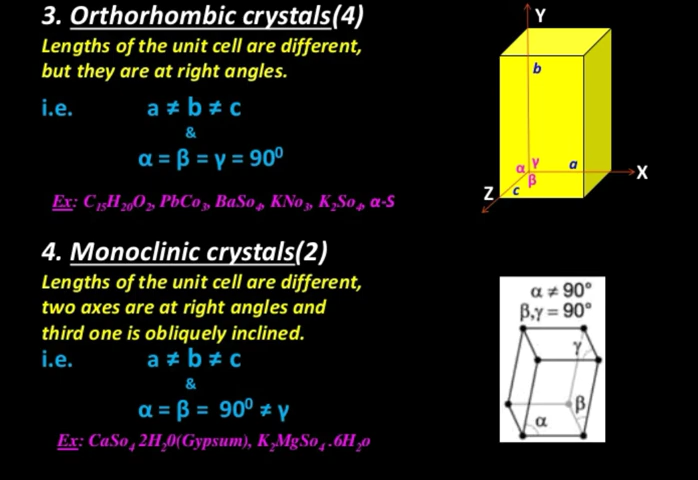 3. Orthorhombic crystals(4)
Lengths of the unit cell are different,
but they are at right angles.
i.e. a ≠ b ≠ c
&
α = β = γ = 90⁰
Ex: C₁₅H₂₀O₂, PbCo₃, BaSo₄, KNo₃, K₂So₄, α-S
Y
b
α γ a
β
X
Z c
4. Monoclinic crystals(2)
Lengths of the unit cell are different,
two axes are at right angles and
third one is obliquely inclined.
i.e. a ≠ b ≠ c
&
α = β = 90⁰ ≠ γ
Ex: CaSo₄ 2H₂0(Gypsum), K₂MgSo₄ .6H₂o
α ≠ 90°
β,γ = 90°
γ
β
α